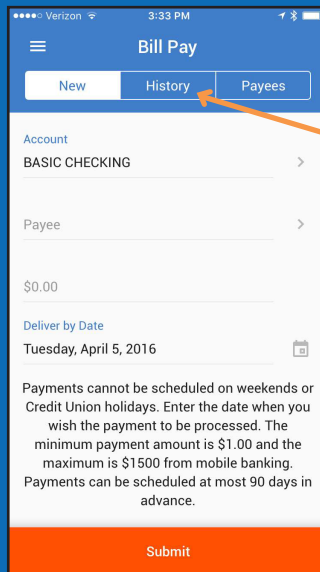 Verizon 3:33 PM
Bill Pay
New History Payees
Account
BASIC CHECKING
Payee
$0.00
Deliver by Date
Tuesday, April 5, 2016
Payments cannot be scheduled on weekends or
Credit Union holidays. Enter the date when you
wish the payment to be processed. The
minimum payment amount is $1.00 and the
maximum is $1500 from mobile banking.
Payments can be scheduled at most 90 days in
advance.
Submit